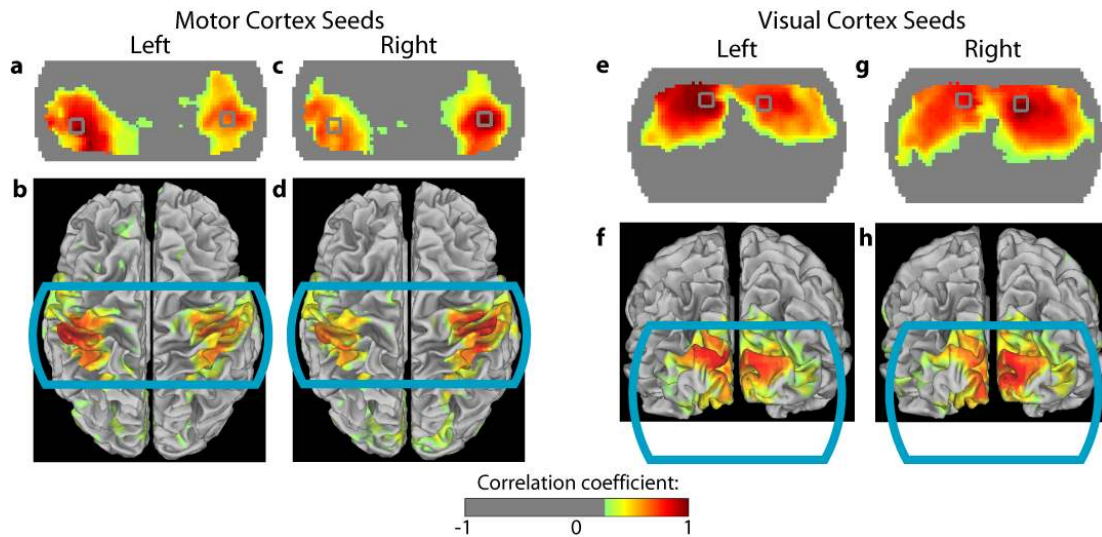 Motor Cortex Seeds
Visual Cortex Seeds
Left
Right
Left
Right
a
c
e
g
b
d
f
h
Correlation coefficient:
-1
0
1